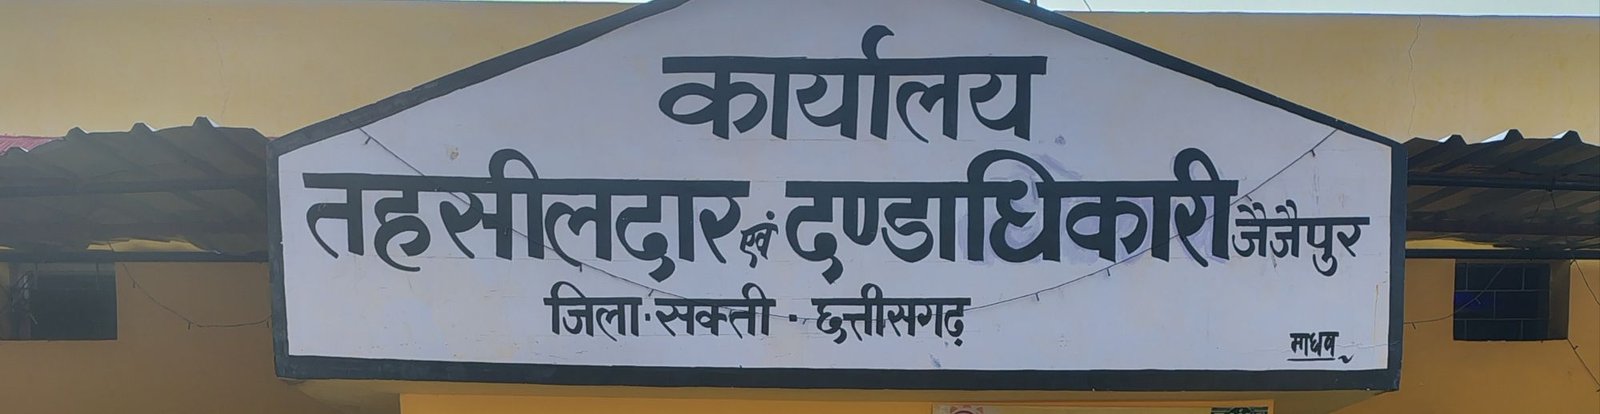 कार्यालय
तहसीलदार एवं दण्डाधिकारी जैजैपुर
जिला - सक्ती - छत्तीसगढ़
माधव